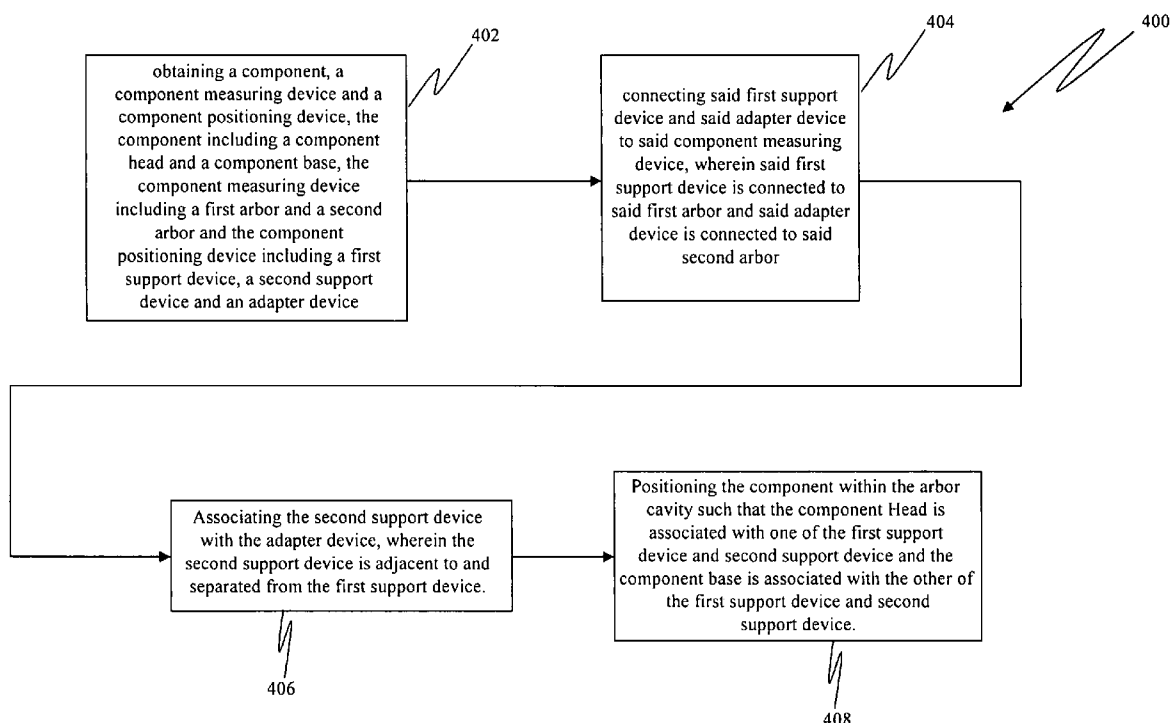 400
402
obtaining a component, a
component measuring device and a
component positioning device, the
component including a component
head and a component base, the
component measuring device
including a first arbor and a second
arbor and the component
positioning device including a first
support device, a second support
device and an adapter device
404
connecting said first support
device and said adapter device
to said component measuring
device, wherein said first
support device is connected to
said first arbor and said adapter
device is connected to said
second arbor
Associating the second support device
with the adapter device, wherein the
second support device is adjacent to and
separated from the first support device.
406
Positioning the component within the arbor
cavity such that the component Head is
associated with one of the first support
device and second support device and the
component base is associated with the other of
the first support device and second
support device.
408